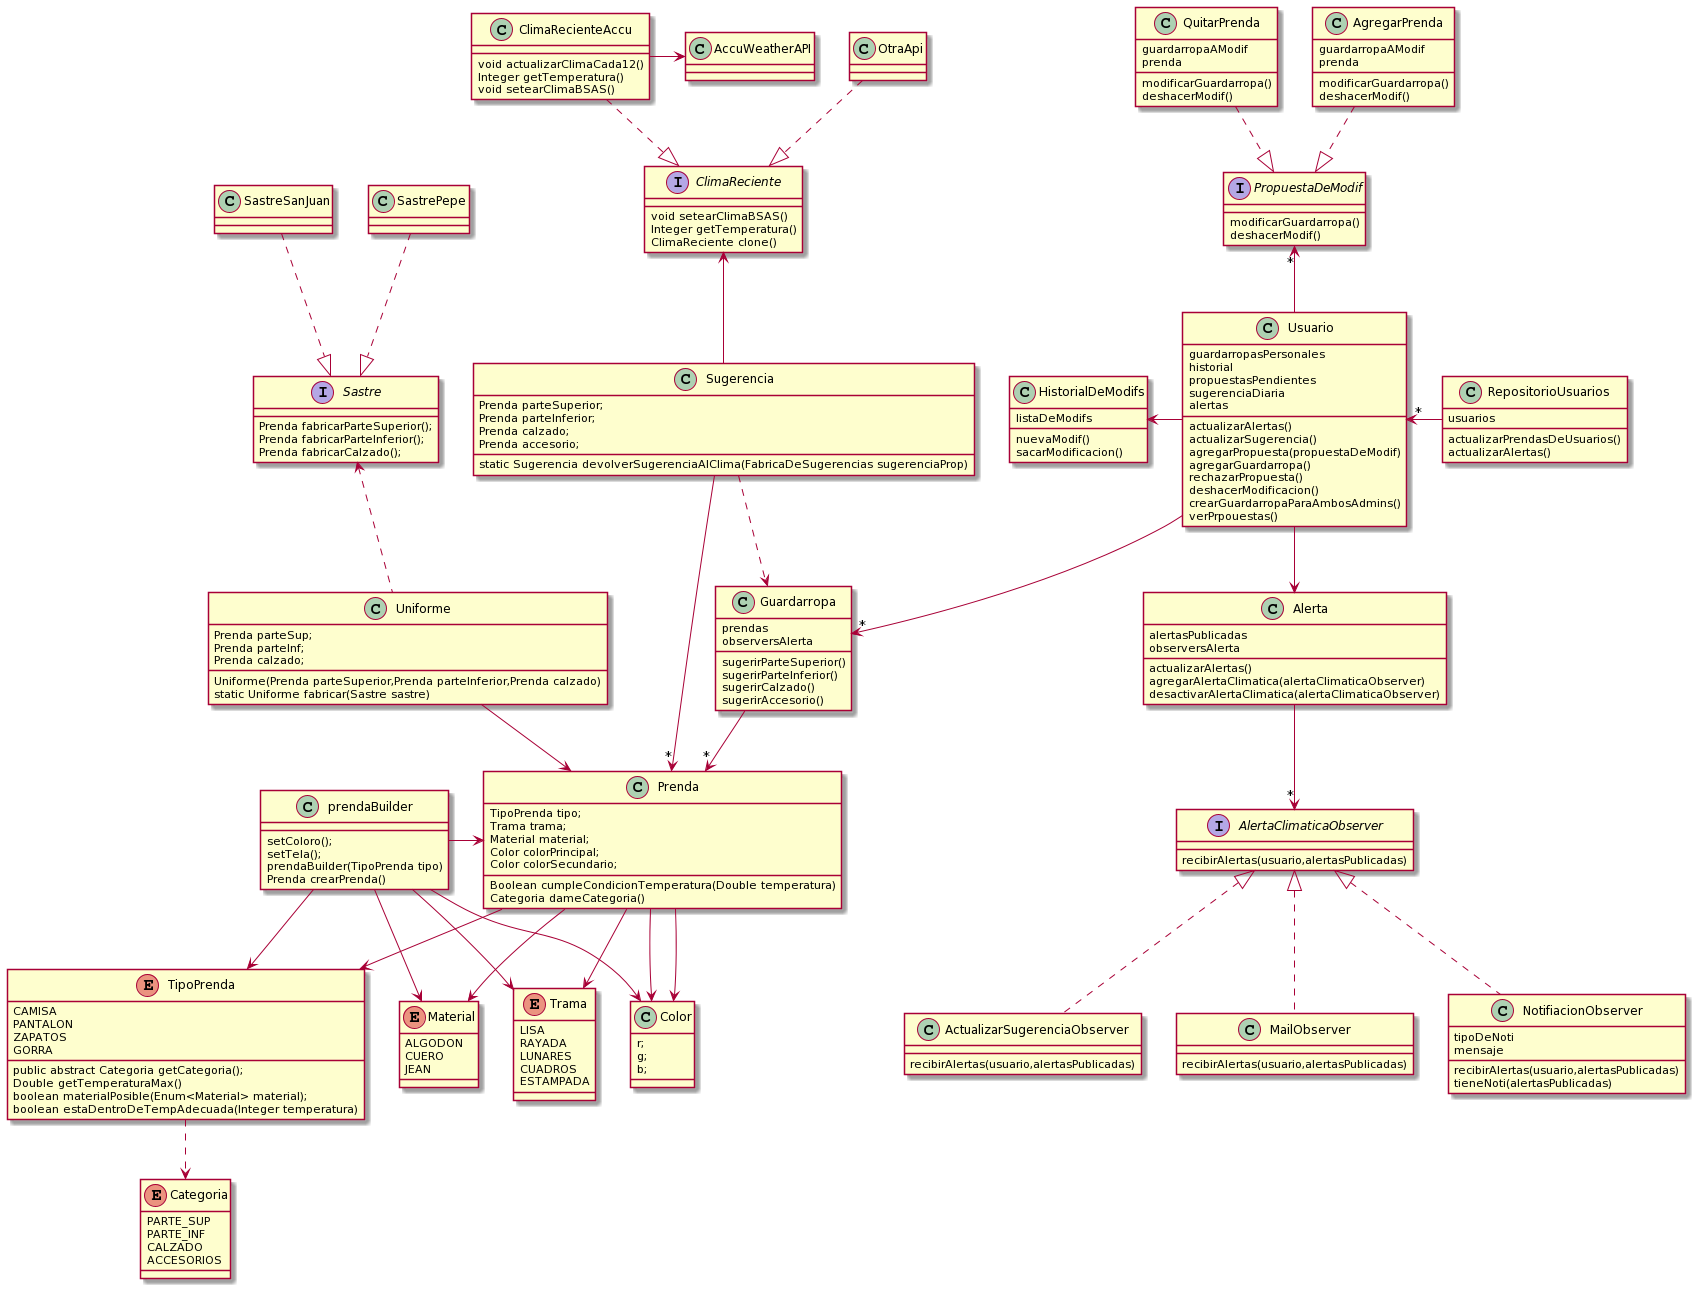 C ClimaRecienteAccu
void actualizarClimaCada12()
Integer getTemperatura()
void setearClimaBSAS()
C AccuWeatherAPI
C OtraApi
C QuitarPrenda
guardarropaAModif
prenda
modificarGuardarropa()
deshacerModif()
C AgregarPrenda
guardarropaAModif
prenda
modificarGuardarropa()
deshacerModif()
C SastreSanJuan
C SastrePepe
I ClimaReciente
void setearClimaBSAS()
Integer getTemperatura()
ClimaReciente clone()
I PropuestaDeModif
modificarGuardarropa()
deshacerModif()
*
I Sastre
Prenda fabricarParteSuperior();
Prenda fabricarParteInferior();
Prenda fabricarCalzado();
C Sugerencia
Prenda parteSuperior;
Prenda parteInferior;
Prenda calzado;
Prenda accesorio;
static Sugerencia devolverSugerenciaAlClima(FabricaDeSugerencias sugerenciaProp)
C HistorialDeModifs
listaDeModifs
nuevaModif()
sacarModificacion()
C Usuario
guardarropasPersonales
historial
propuestasPendientes
sugerenciaDiaria
alertas
actualizarAlertas()
actualizarSugerencia()
agregarPropuesta(propuestaDeModif)
agregarGuardarropa()
rechazarPropuesta()
deshacerModificacion()
crearGuardarropaParaAmbosAdmins()
verPrpouestas()
*
C RepositorioUsuarios
usuarios
actualizarPrendasDeUsuarios()
actualizarAlertas()
C Uniforme
Prenda parteSup;
Prenda parteInf;
Prenda calzado;
Uniforme(Prenda parteSuperior,Prenda parteInferior,Prenda calzado)
static Uniforme fabricar(Sastre sastre)
C Guardarropa
prendas
observersAlerta
sugerirParteSuperior()
sugerirParteInferior()
sugerirCalzado()
sugerirAccesorio()
*
C Alerta
alertasPublicadas
observersAlerta
actualizarAlertas()
agregarAlertaClimatica(alertaClimaticaObserver)
desactivarAlertaClimatica(alertaClimaticaObserver)
*
*
*
C prendaBuilder
setColoro();
setTela();
prendaBuilder(TipoPrenda tipo)
Prenda crearPrenda()
C Prenda
TipoPrenda tipo;
Trama trama;
Material material;
Color colorPrincipal;
Color colorSecundario;
Boolean cumpleCondicionTemperatura(Double temperatura)
Categoria dameCategoria()
I AlertaClimaticaObserver
recibirAlertas(usuario,alertasPublicadas)
E TipoPrenda
CAMISA
PANTALON
ZAPATOS
GORRA
public abstract Categoria getCategoria();
Double getTemperaturaMax()
boolean materialPosible(Enum<Material> material);
boolean estaDentroDeTempAdecuada(Integer temperatura)
E Material
ALGODON
CUERO
JEAN
E Trama
LISA
RAYADA
LUNARES
CUADROS
ESTAMPADA
C Color
r;
g;
b;
C ActualizarSugerenciaObserver
recibirAlertas(usuario,alertasPublicadas)
C MailObserver
recibirAlertas(usuario,alertasPublicadas)
C NotifiacionObserver
tipoDeNoti
mensaje
recibirAlertas(usuario,alertasPublicadas)
tieneNoti(alertasPublicadas)
E Categoria
PARTE_SUP
PARTE_INF
CALZADO
ACCESORIOS